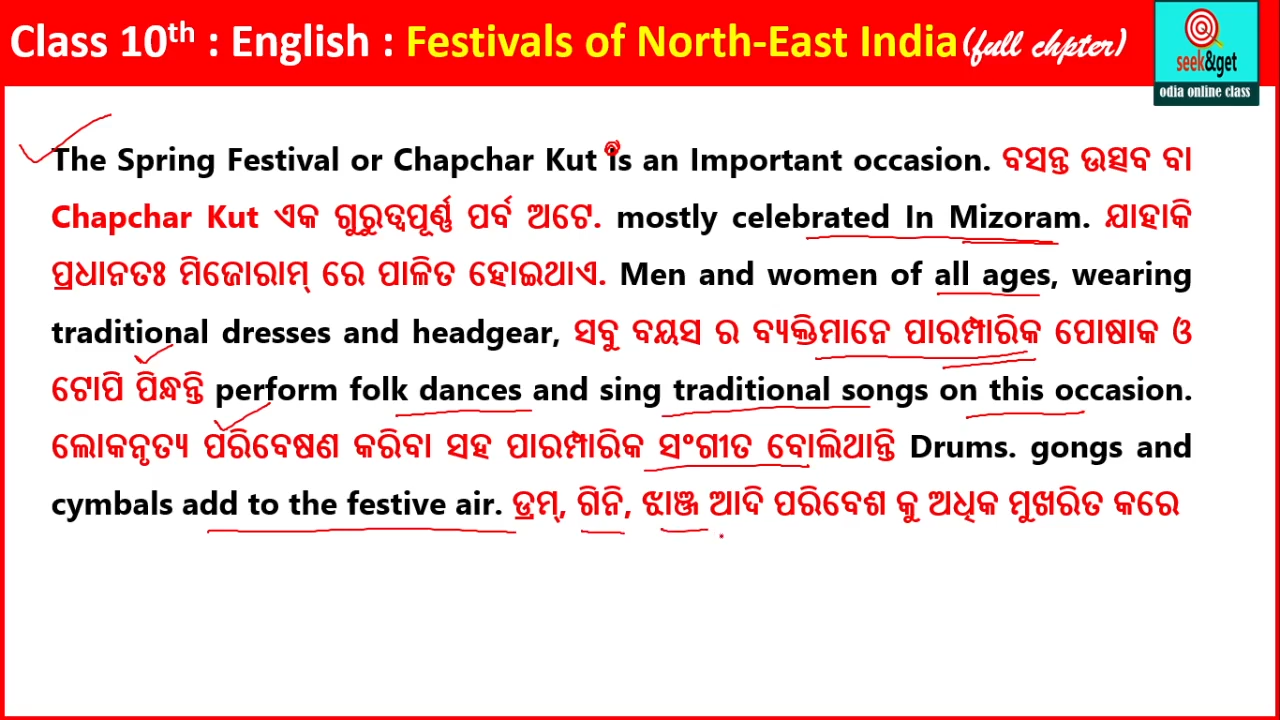 Class 10th : English : Festivals of North-East India (full chpter)
seek&get
odia online class
The Spring Festival or Chapchar Kut is an Important occasion. ବସନ୍ତ ଉତ୍ସବ ବା
Chapchar Kut ଏକ ଗୁରୁତ୍ୱପୂର୍ଣ୍ଣ ପର୍ବ ଅଟେ. mostly celebrated In Mizoram. ଯାହାକି
ପ୍ରଧାନତଃ ମିଜୋରାମ୍ ରେ ପାଳିତ ହୋଇଥାଏ. Men and women of all ages, wearing
traditional dresses and headgear, ସବୁ ବୟସ ର ବ୍ୟକ୍ତିମାନେ ପାରମ୍ପାରିକ ପୋଷାକ ଓ
ଟୋପି ପିନ୍ଧନ୍ତି perform folk dances and sing traditional songs on this occasion.
ଲୋକନୃତ୍ୟ ପରିବେଷଣ କରିବା ସହ ପାରମ୍ପାରିକ ସଂଗୀତ ବୋଲିଥାନ୍ତି Drums. gongs and
cymbals add to the festive air. ଡ୍ରମ୍, ଗିନି, ଝାଞ୍ଜ ଆଦି ପରିବେଶ କୁ ଅଧିକ ମୁଖରିତ କରେ